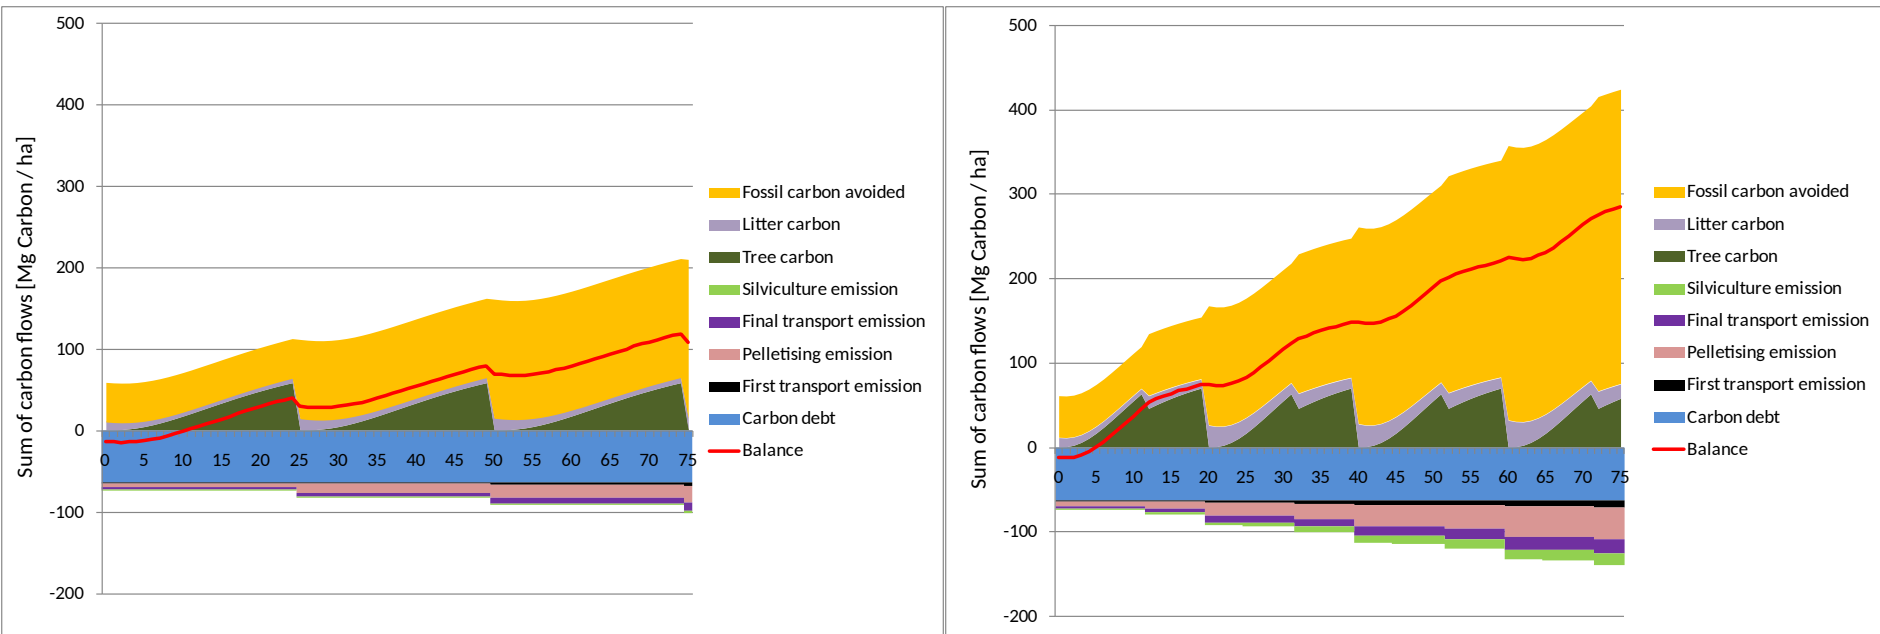 500
400
300
200
100
0
-100
-200
Sum of carbon flows [Mg Carbon / ha]
0 5 10 15 20 25 30 35 40 45 50 55 60 65 70 75
Fossil carbon avoided
Litter carbon
Tree carbon
Silviculture emission
Final transport emission
Pelletising emission
First transport emission
Carbon debt
Balance
500
400
300
200
100
0
-100
-200
Sum of carbon flows [Mg Carbon / ha]
0 5 10 15 20 25 30 35 40 45 50 55 60 65 70 75
Fossil carbon avoided
Litter carbon
Tree carbon
Silviculture emission
Final transport emission
Pelletising emission
First transport emission
Carbon debt
Balance